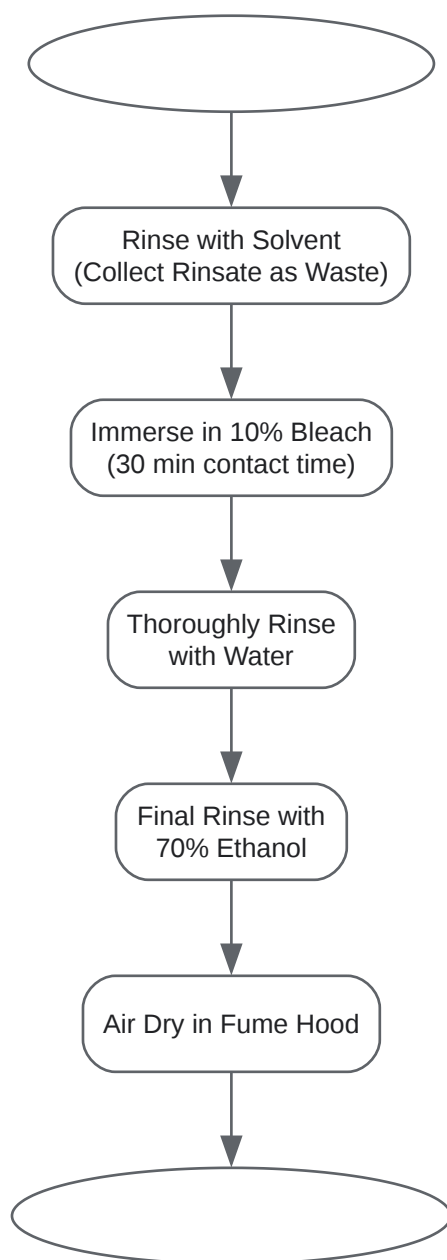 Rinse with Solvent
(Collect Rinsate as Waste)
Immerse in 10% Bleach
(30 min contact time)
Thoroughly Rinse
with Water
Final Rinse with
70% Ethanol
Air Dry in Fume Hood